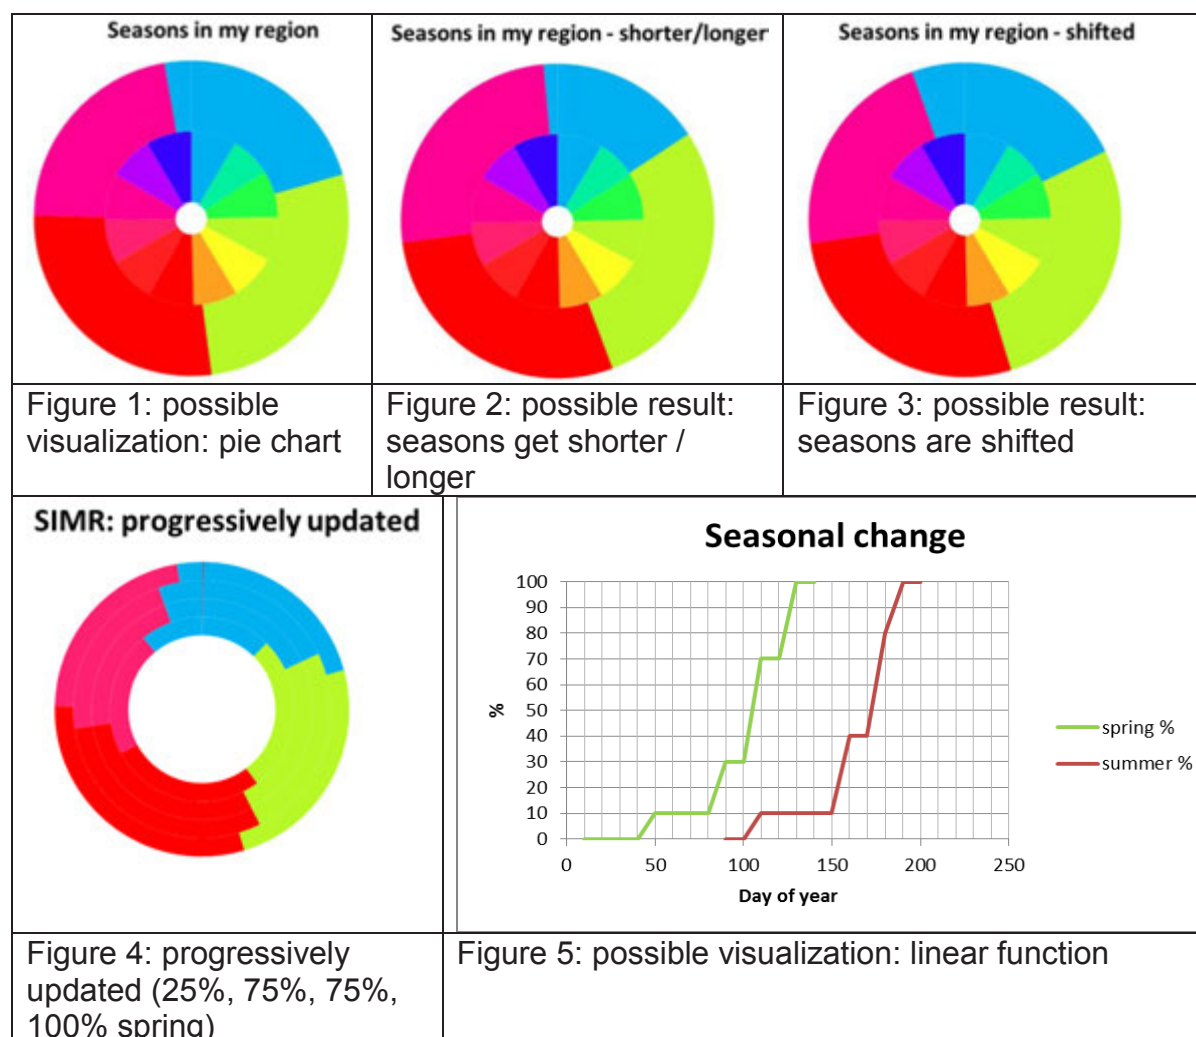 Seasons in my region
Seasons in my region - shorter/longer
Seasons in my region - shifted
Figure 1: possible
visualization: pie chart
Figure 2: possible result:
seasons get shorter /
longer
Figure 3: possible result:
seasons are shifted
SIMR: progressively updated
Seasonal change
100
90
80
70
60
50
40
30
20
10
0
%
0 50 100 150 200 250
Day of year
spring %
summer %
Figure 4: progressively
updated (25%, 75%, 75%,
100% spring)
Figure 5: possible visualization: linear function